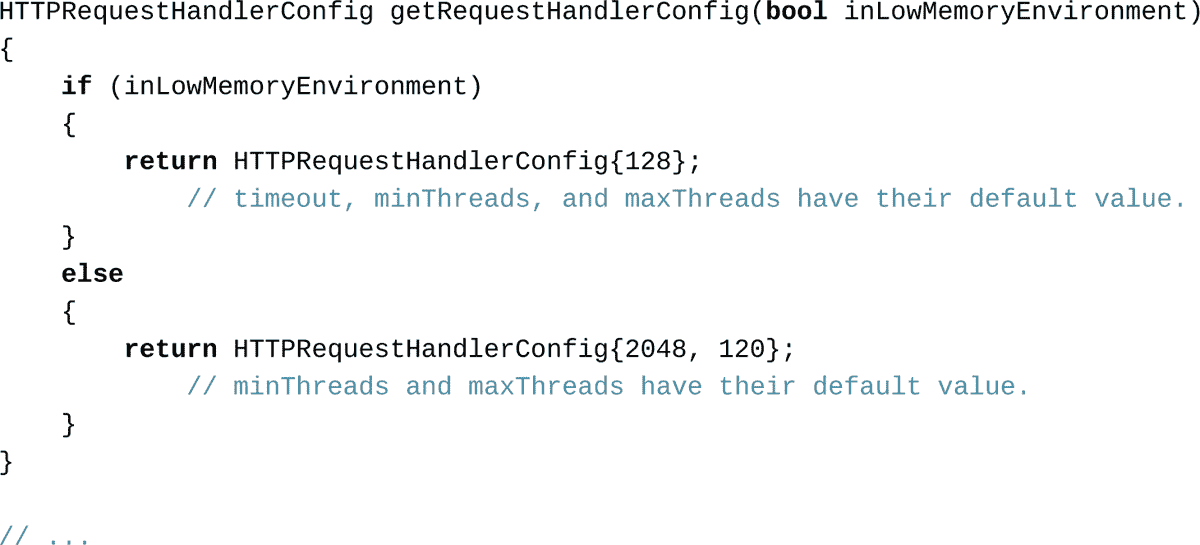 HTTPRequestHandlerConfig getRequestHandlerConfig(bool inLowMemoryEnvironment)
{
    if (inLowMemoryEnvironment)
    {
        return HTTPRequestHandlerConfig{128};
            // timeout, minThreads, and maxThreads have their default value.
    }
    else
    {
        return HTTPRequestHandlerConfig{2048, 120};
            // minThreads and maxThreads have their default value.
    }
}

// ...